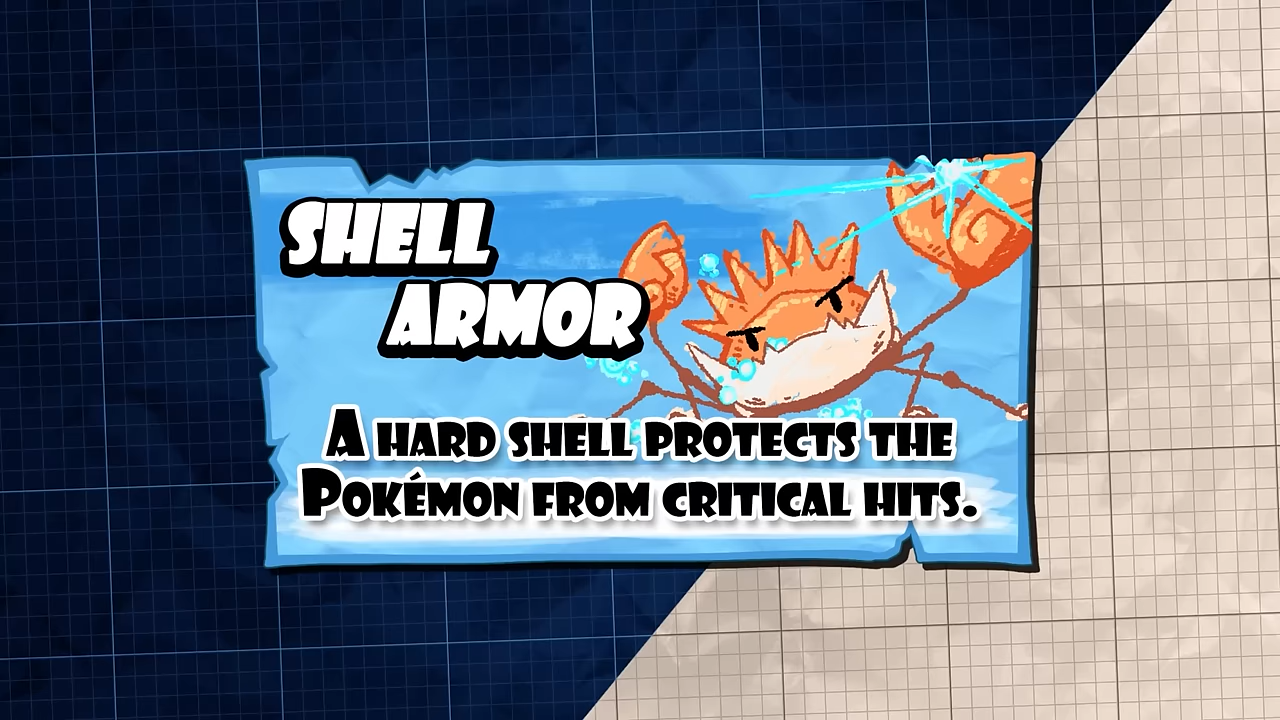 SHELL
ARMOR
A HARD SHELL PROTECTS THE
POKÉMON FROM CRITICAL HITS.